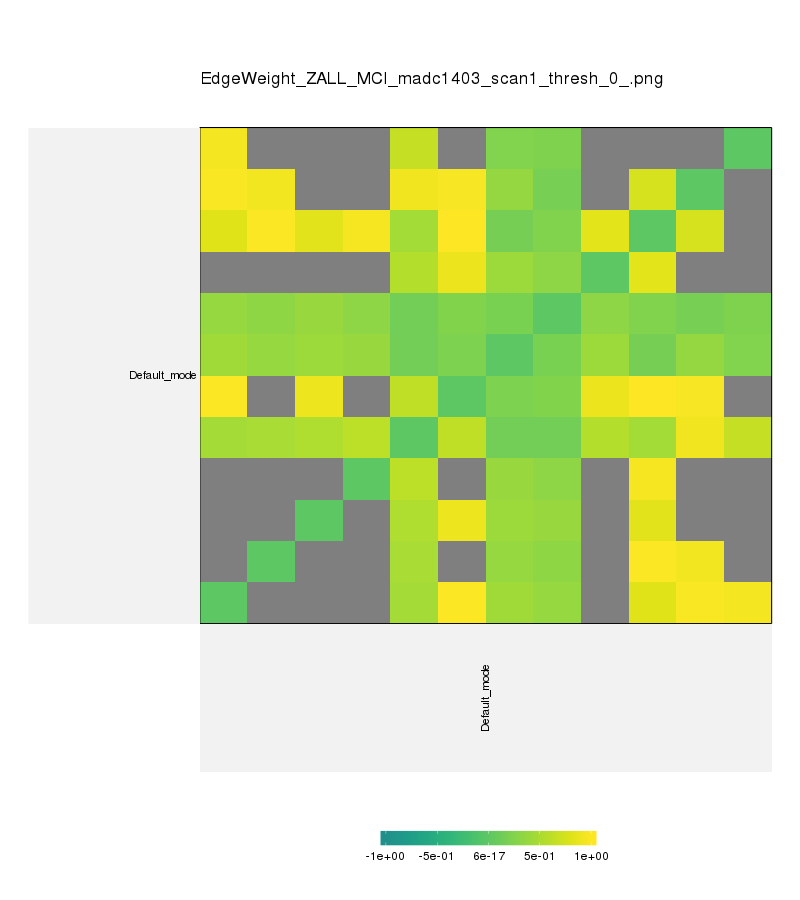 EdgeWeight_ZALL_MCI_madc1403_scan1_thresh_0_.png
Default_mode
Default_mode
-1e+00 -5e-01 6e-17 5e-01 1e+00